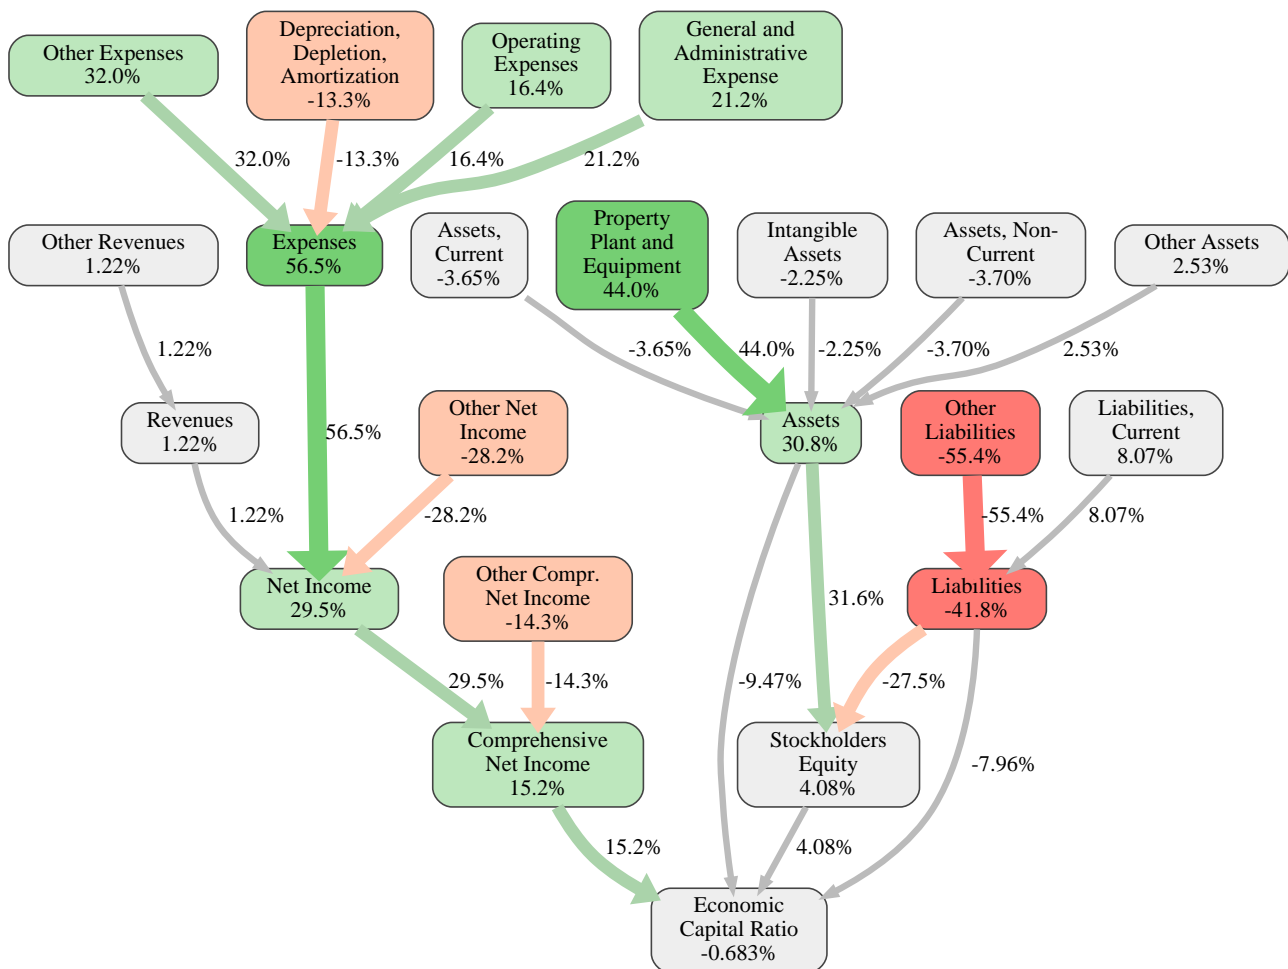 Other Expenses
32.0%
Depreciation,
Depletion,
Amortization
-13.3%
Operating
Expenses
16.4%
General and
Administrative
Expense
21.2%
32.0%
-13.3%
16.4%
21.2%
Other Revenues
1.22%
Expenses
56.5%
Assets,
Current
-3.65%
Property
Plant and
Equipment
44.0%
Intangible
Assets
-2.25%
Assets, Non-
Current
-3.70%
Other Assets
2.53%
1.22%
-3.65%
44.0%
-2.25%
-3.70%
2.53%
Revenues
1.22%
56.5%
Other Net
Income
-28.2%
Assets
30.8%
Other
Liabilities
-55.4%
Liabilities,
Current
8.07%
1.22%
-28.2%
-55.4%
8.07%
Net Income
29.5%
Other Compr.
Net Income
-14.3%
31.6%
Liabilities
-41.8%
29.5%
-14.3%
-9.47%
-27.5%
Comprehensive
Net Income
15.2%
Stockholders
Equity
4.08%
-7.96%
15.2%
4.08%
Economic
Capital Ratio
-0.683%